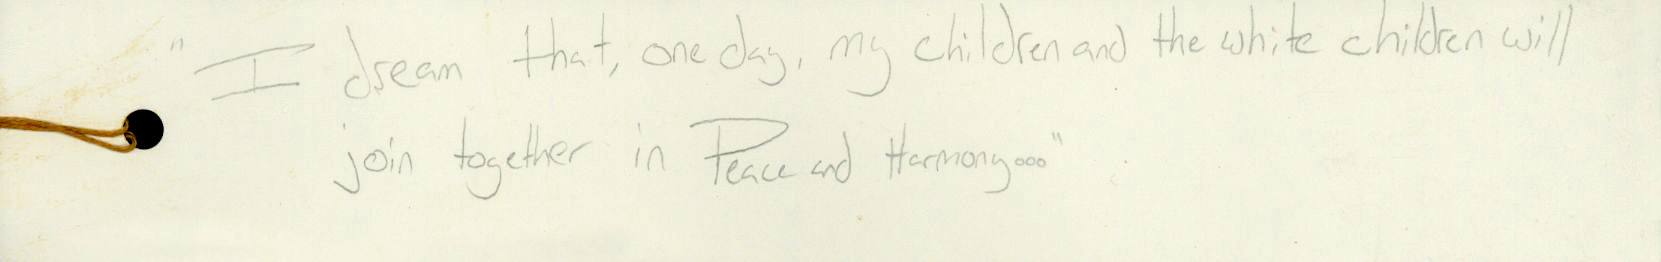 "I dream that, one day, my children and the white children will
join together in Peace and Harmony..."